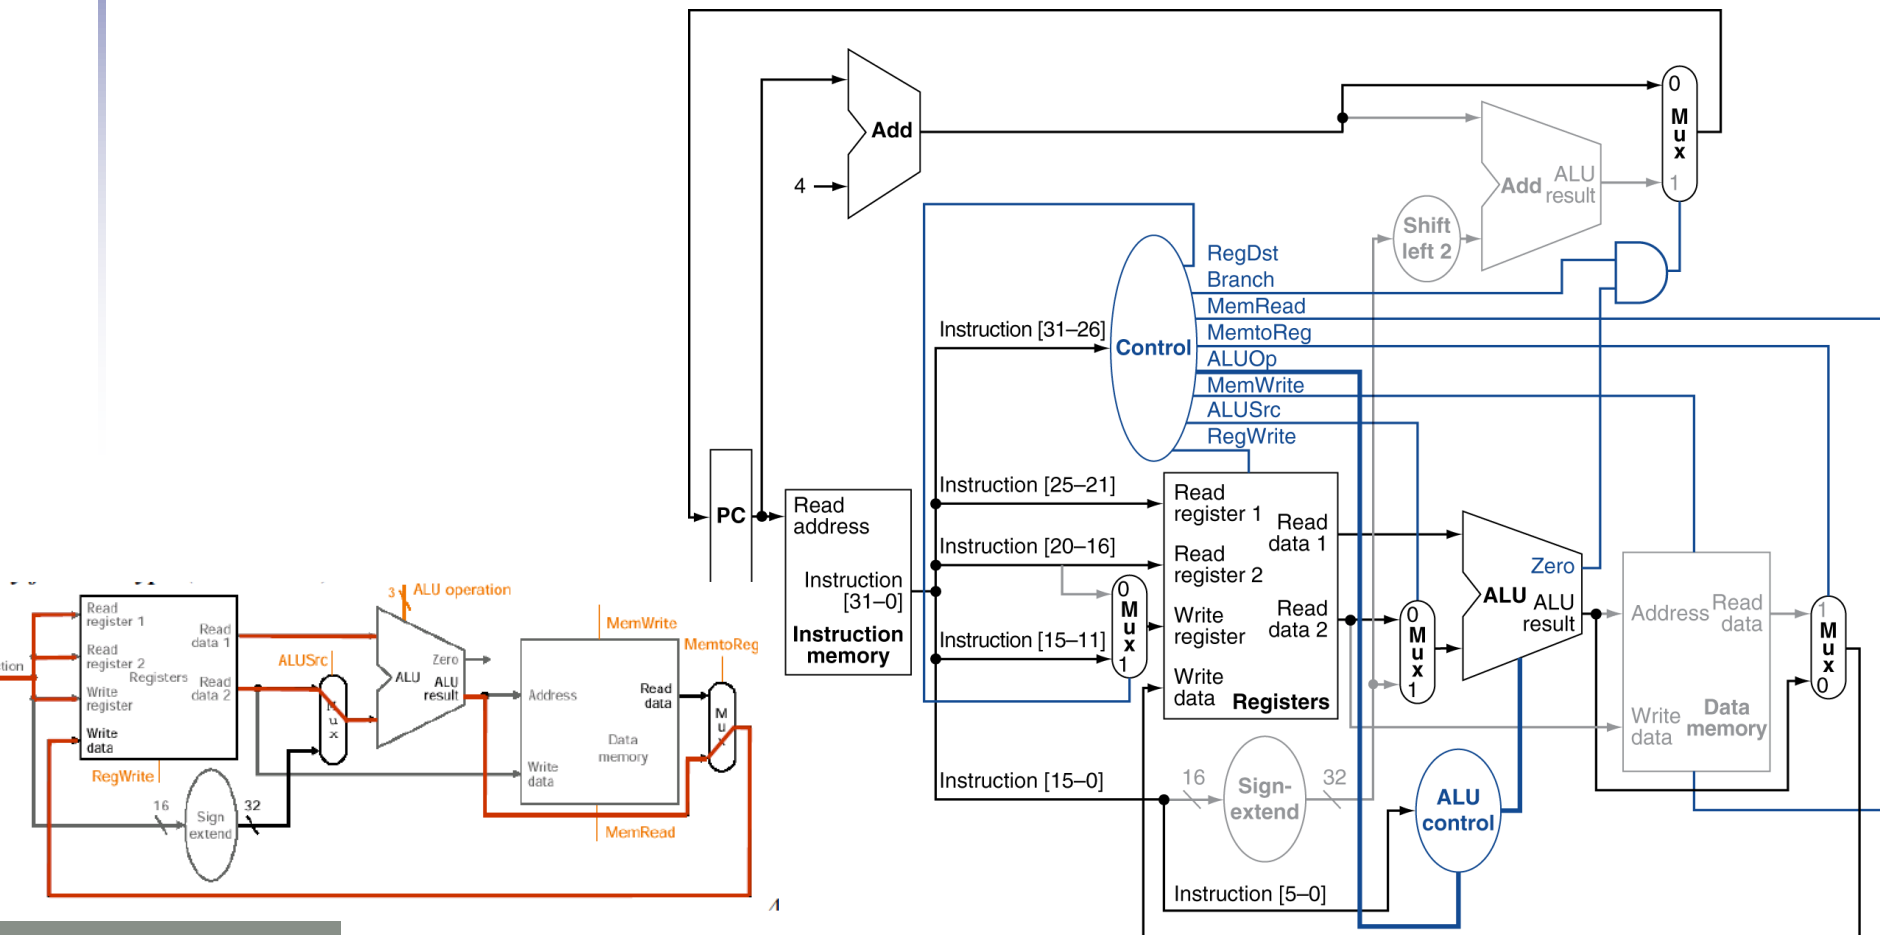 0
M
u
x
1
Add
4
Add
ALU
result
Shift
left 2
RegDst
Branch
MemRead
MemtoReg
ALUOp
MemWrite
ALUSrc
RegWrite
Control
Instruction [31–26]
Instruction [25–21]
Instruction [20–16]
Instruction [15–11]
Instruction [15–0]
Instruction [5–0]
PC
Read
address
Instruction
[31–0]
Instruction
memory
0
M
u
x
1
Read
register 1
Read
register 2
Write
register
Write
data
Read
data 1
Read
data 2
Registers
0
M
u
x
1
Zero
ALU
ALU
result
Address
Read
data
Write
data
Data
memory
1
M
u
x
0
16
Sign-
extend
32
ALU
control
3
ALU operation
tion
Read
register 1
Read
register 2
Write
register
Write
data
Registers
Read
data 1
Read
data 2
RegWrite
ALUSrc
M
u
x
16
Sign
extend
32
Zero
ALU
ALU
result
MemWrite
Address
Read
data
Data
memory
Write
data
MemRead
MemtoReg
M
u
x